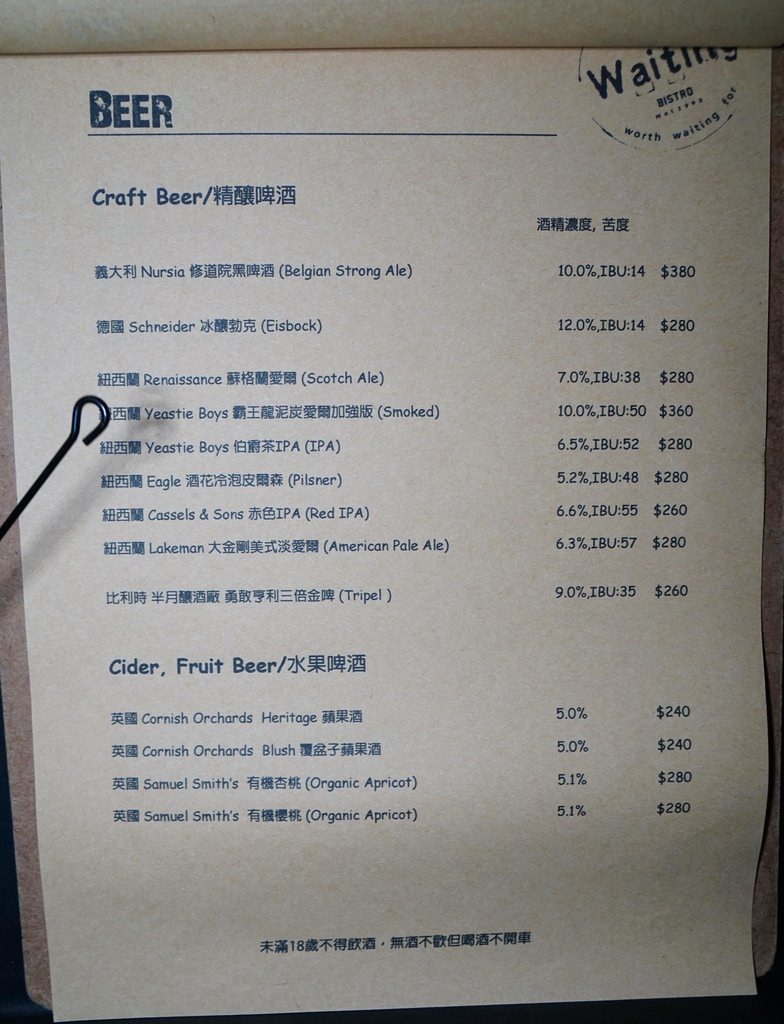 Waiting
BISTRO
worth waiting for
BEER
Craft Beer/精釀啤酒
酒精濃度, 苦度
義大利 Nursia 修道院黑啤酒 (Belgian Strong Ale) 10.0%,IBU:14 $380
德國 Schneider 冰釀勃克 (Eisbock) 12.0%,IBU:14 $280
紐西蘭 Renaissance 蘇格蘭愛爾 (Scotch Ale) 7.0%,IBU:38 $280
西蘭 Yeastie Boys 霸王龍泥炭愛爾加強版 (Smoked) 10.0%,IBU:50 $360
紐西蘭 Yeastie Boys 伯爵茶IPA (IPA) 6.5%,IBU:52 $280
紐西蘭 Eagle 酒花冷泡皮爾森 (Pilsner) 5.2%,IBU:48 $280
紐西蘭 Cassels & Sons 赤色IPA (Red IPA) 6.6%,IBU:55 $260
紐西蘭 Lakeman 大金剛美式淡愛爾 (American Pale Ale) 6.3%,IBU:57 $280
比利時 半月釀酒廠 勇敢亨利三倍金啤 (Tripel ) 9.0%,IBU:35 $260
Cider, Fruit Beer/水果啤酒
英國 Cornish Orchards Heritage 蘋果酒 5.0% $240
英國 Cornish Orchards Blush 覆盆子蘋果酒 5.0% $240
英國 Samuel Smith's 有機杏桃 (Organic Apricot) 5.1% $280
英國 Samuel Smith's 有機櫻桃 (Organic Apricot) 5.1% $280
未滿18歲不得飲酒，無酒不歡但喝酒不開車